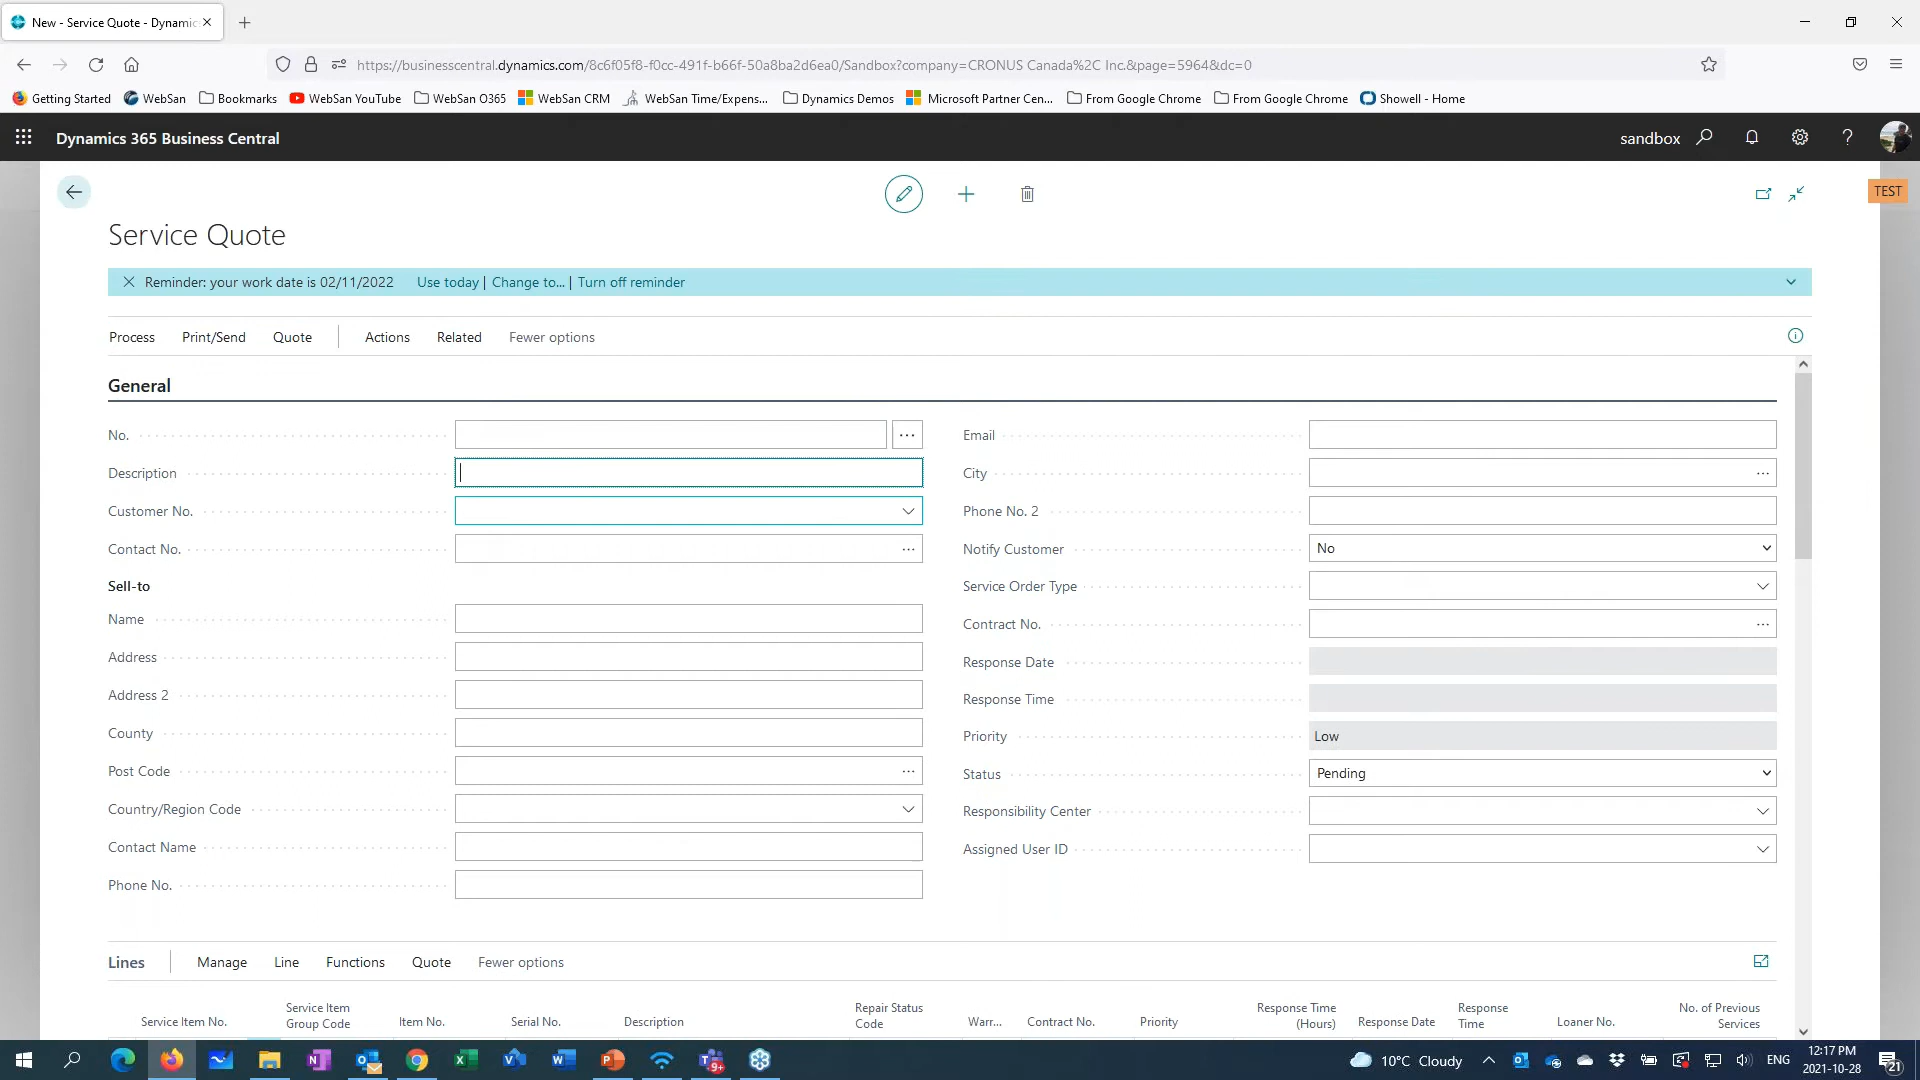 New - Service Quote - Dynamic
https://businesscentral.dynamics.com/8c6f05f8-f0cc-491f-b66f-50a8ba2d6ea0/Sandbox?company=CRONUS Canada%2C Inc.&page=5964&dc=0
Getting Started WebSan Bookmarks WebSan YouTube WebSan O365 WebSan CRM WebSan Time/Expens... Dynamics Demos Microsoft Partner Cen... From Google Chrome From Google Chrome Showell - Home
Dynamics 365 Business Central sandbox
TEST
Service Quote
Reminder: your work date is 02/11/2022 Use today | Change to... | Turn off reminder
Process Print/Send Quote Actions Related Fewer options
General
No. Email
Description City
Customer No. Phone No. 2
Contact No. Notify Customer No
Sell-to Service Order Type
Name Contract No.
Address Response Date
Address 2 Response Time
County Priority Low
Post Code Status Pending
Country/Region Code Responsibility Center
Contact Name Assigned User ID
Phone No.
Lines Manage Line Functions Quote Fewer options
Service Item No. Service Item Group Code Item No. Serial No. Description Repair Status Code Warr... Contract No. Priority Response Time (Hours) Response Date Response Time Loaner No. No. of Previous Services
10°C Cloudy ENG 12:17 PM
2021-10-28
9+
21